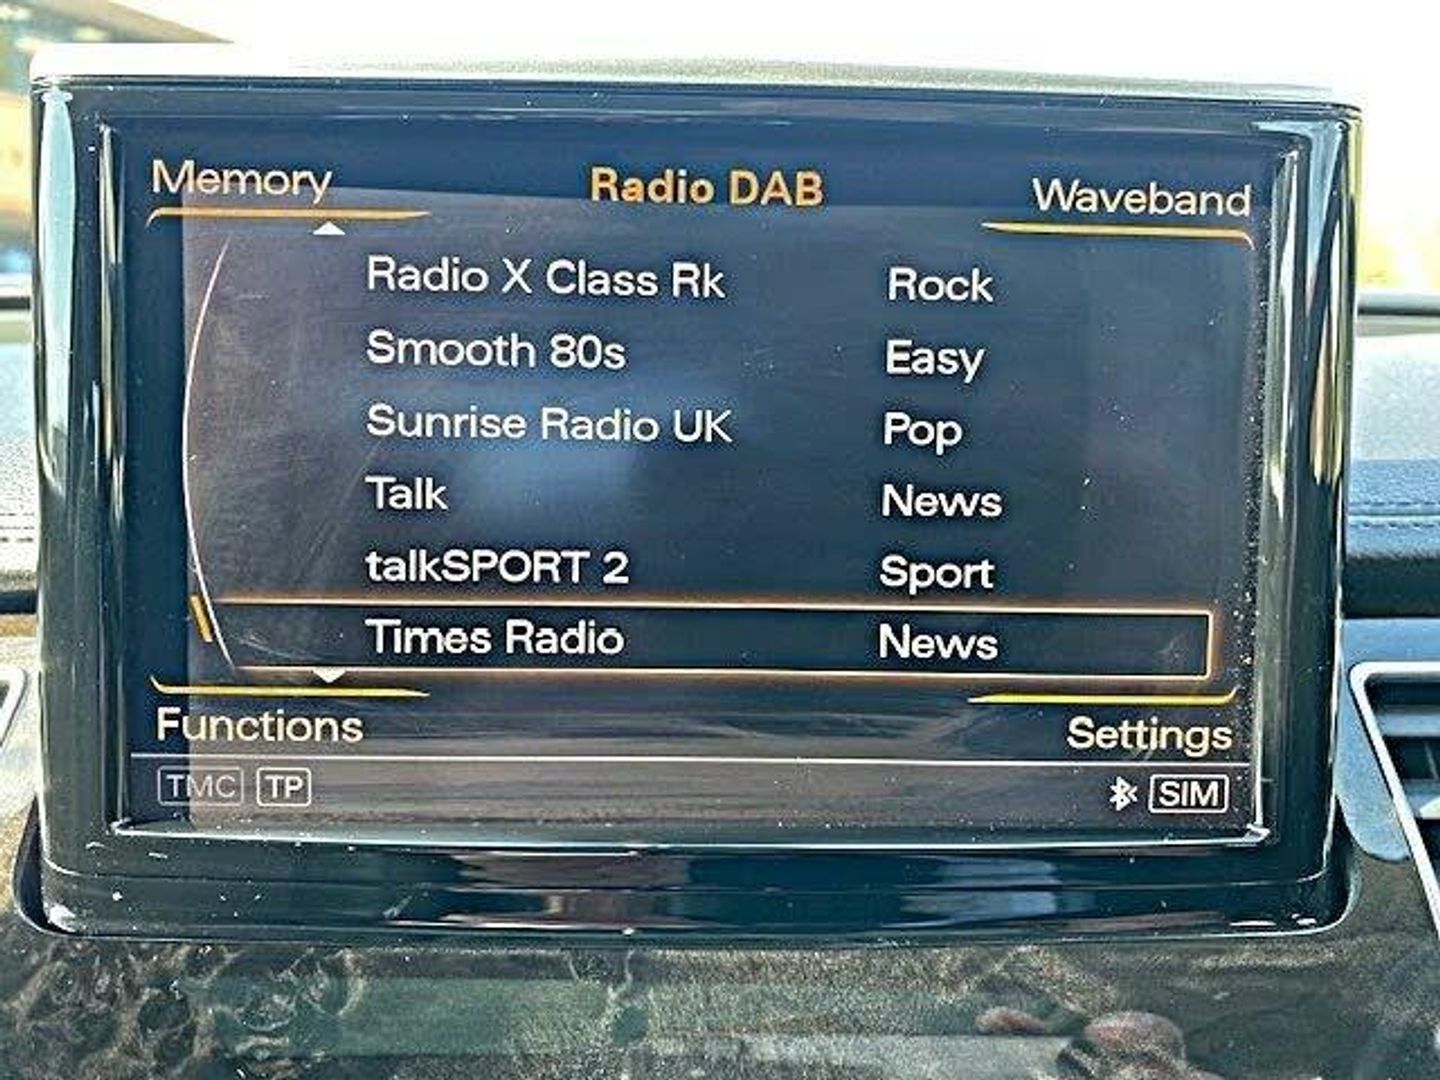 Memory Radio DAB Waveband
Radio X Class Rk Rock
Smooth 80s Easy
Sunrise Radio UK Pop
Talk News
talkSPORT 2 Sport
Times Radio News
Functions Settings
TMC TP SIM